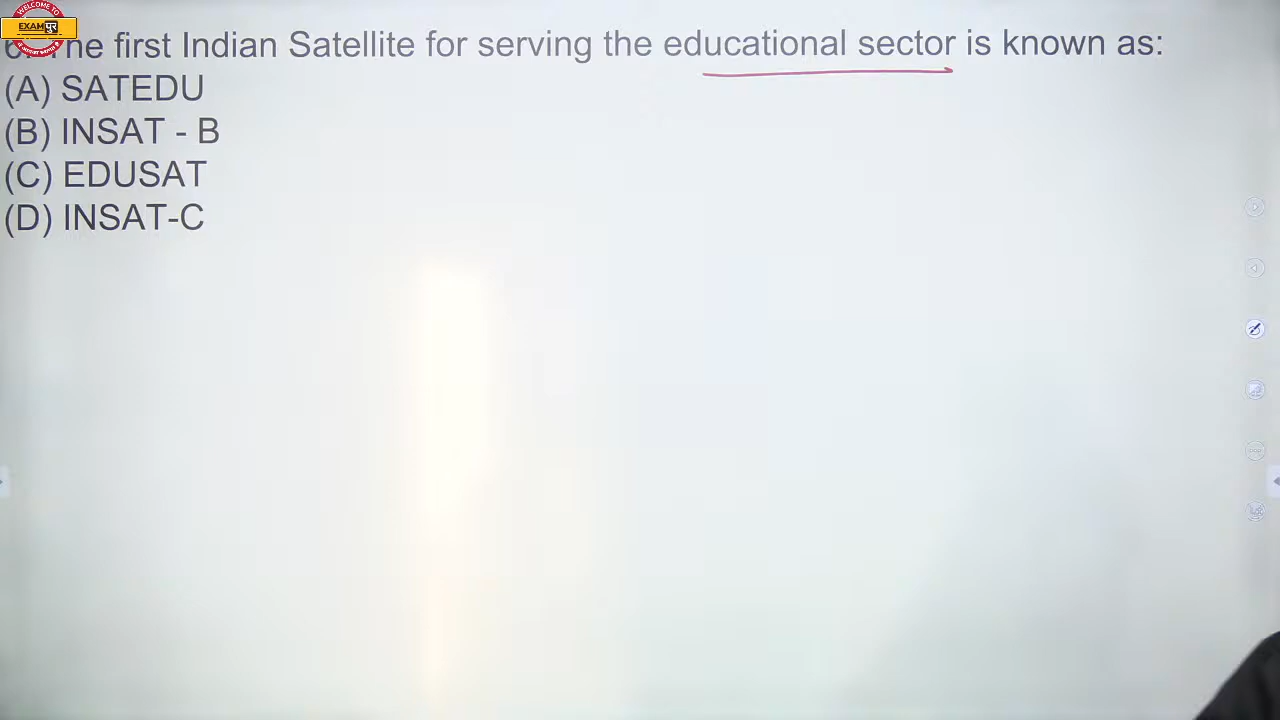 WELCOME TO
EXAM पुर
The first Indian Satellite for serving the educational sector is known as:
(A) SATEDU
(B) INSAT - B
(C) EDUSAT
(D) INSAT-C